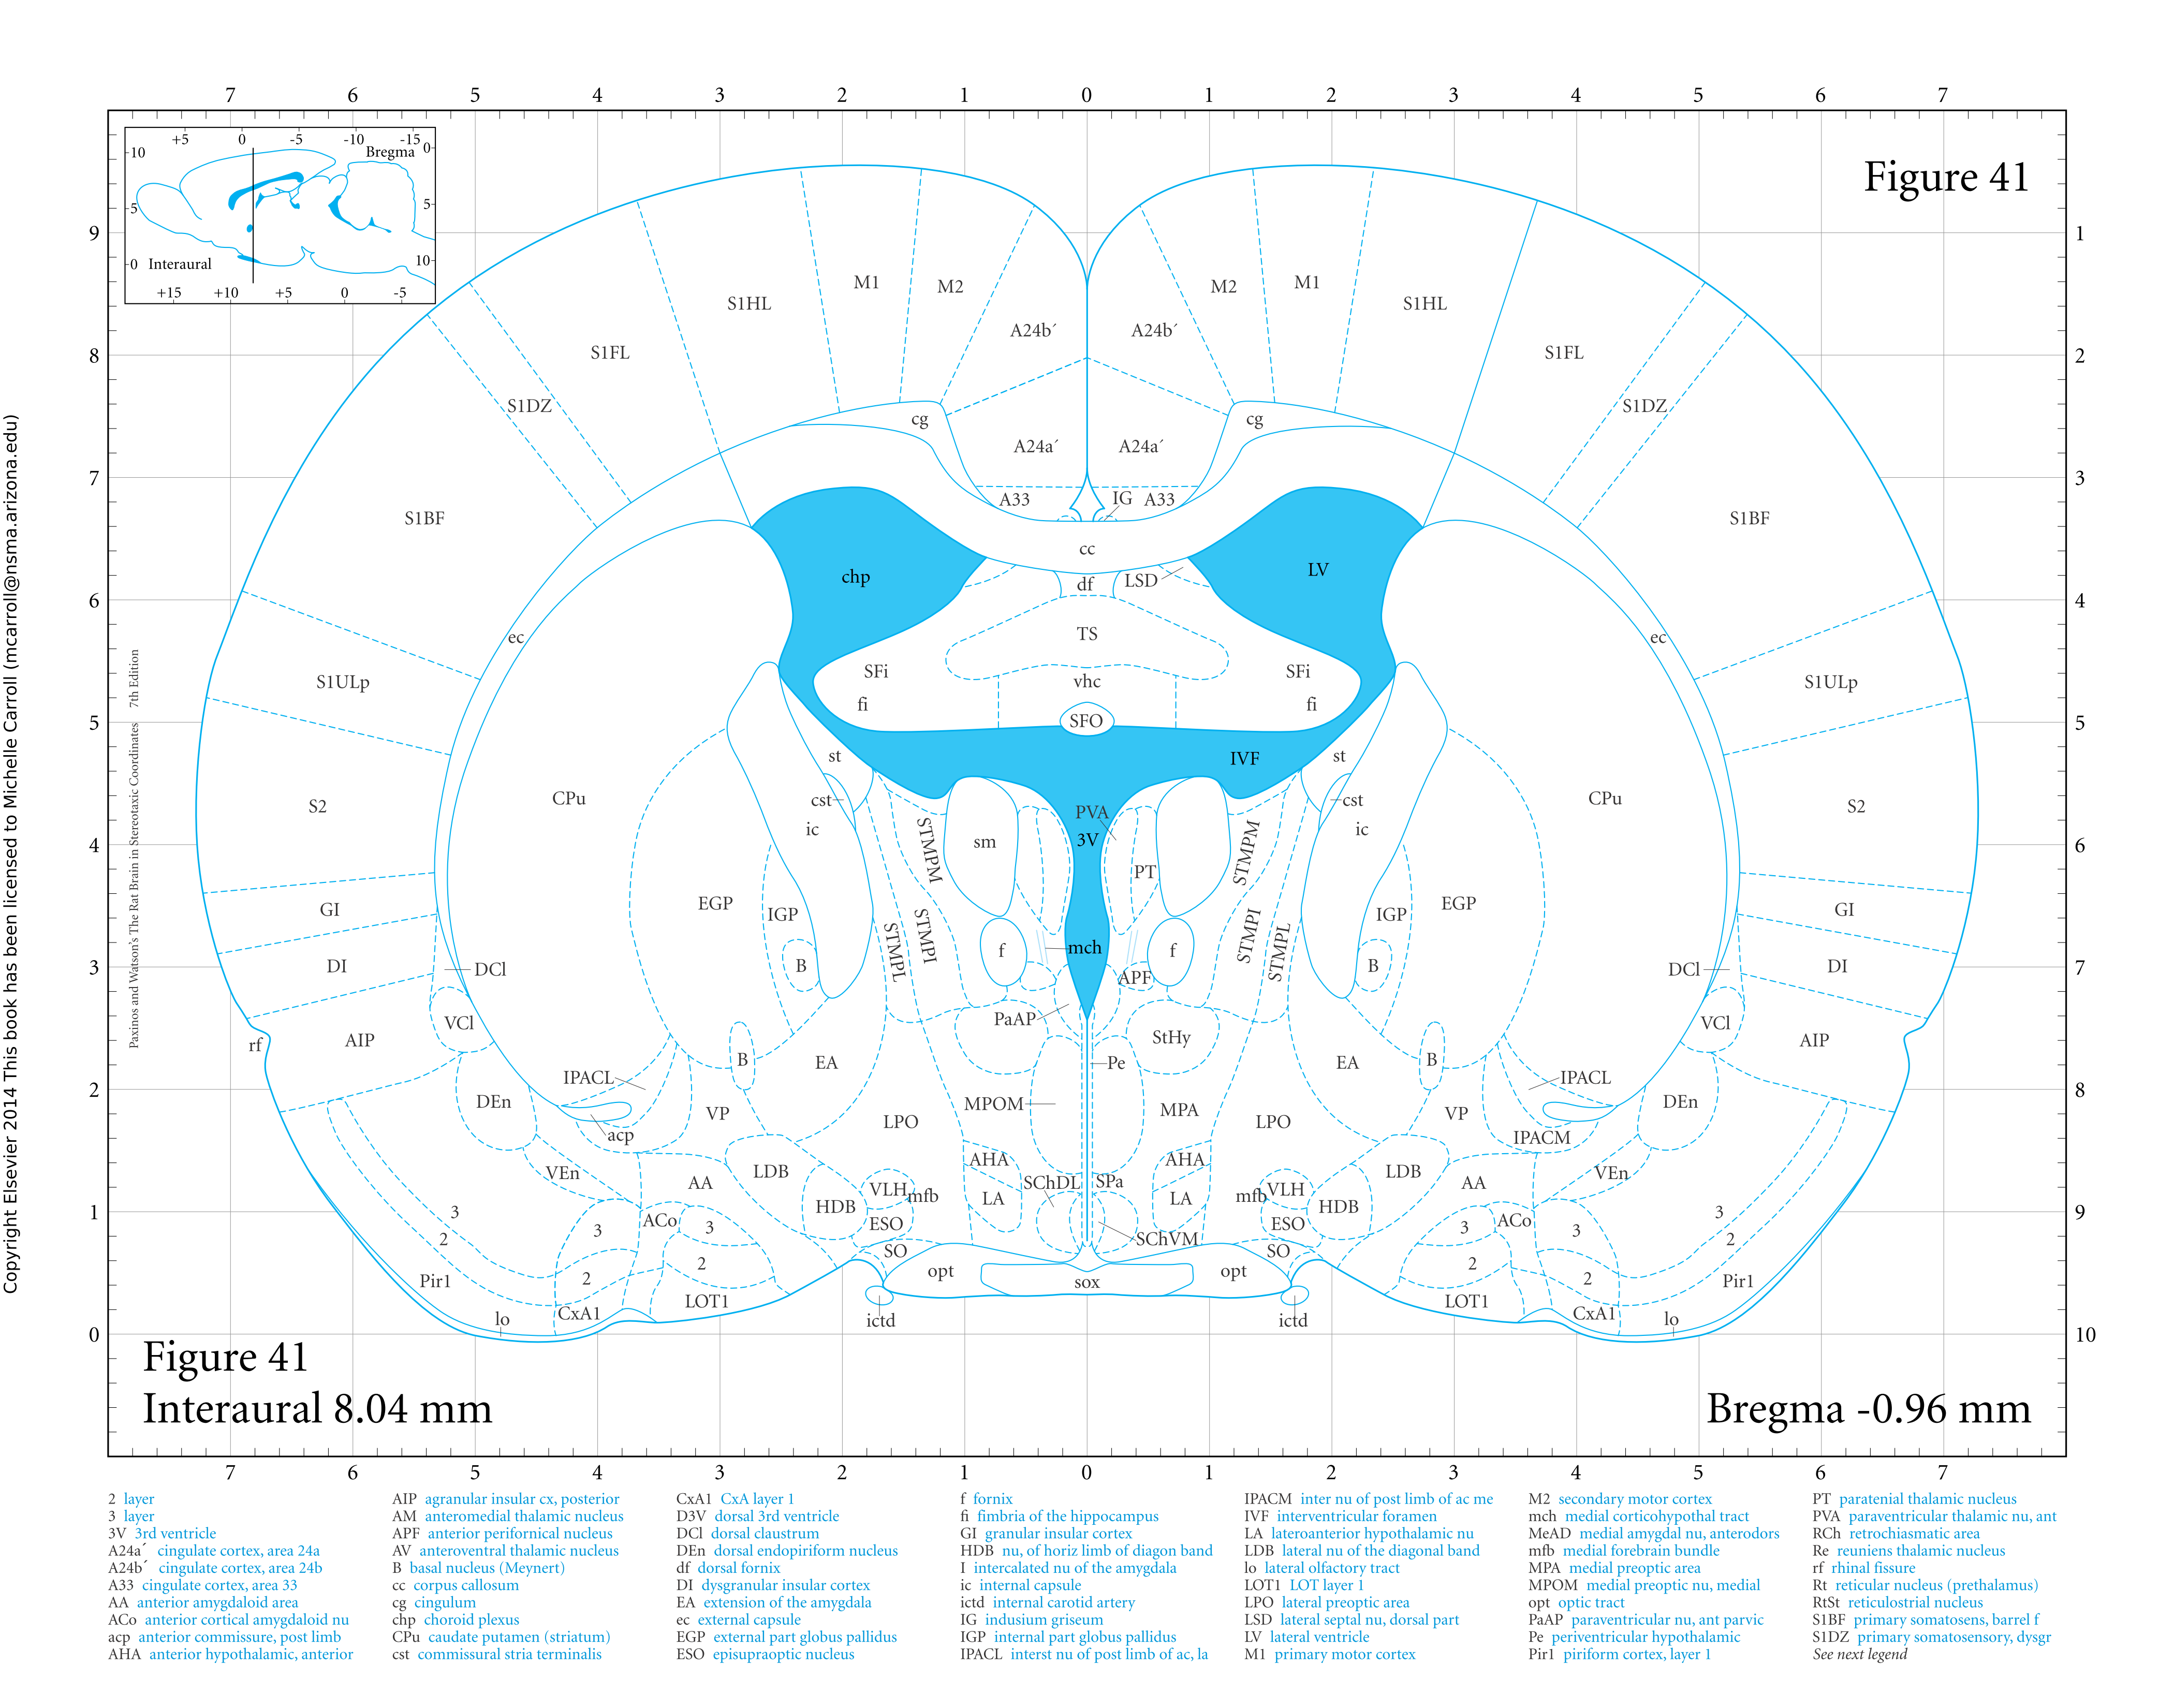 7 6 5 4 3 2 1 0 1 2 3 4 5 6 7
+5 0 -5 -10 -15
Bregma 0
10
5
5
0 Interaural
10
+15 +10 +5 0 -5
Figure 41
9 1
8 2
7 3
6 4
5 5
4 6
3 7
2 8
1 9
0 10
M1 M2 M2 M1
S1HL S1HL
A24b´ A24b´
S1FL S1FL
S1DZ S1DZ
cg cg
A24a´ A24a´
A33 IG A33
S1BF S1BF
cc
chp df LSD LV
TS
ec ec
SFi SFi
S1ULp vhc S1ULp
fi fi
SFO
st IVF st
CPu cst cst CPu
S2 PVA S2
ic ic
3V
sm STMPM STMPM
PT
EGP IGP IGP EGP
GI GI
STMPL STMPI STMPI STMPL
f mch f
DI DCl B APF B DCl DI
PaAP
VCl StHy VCl
AIP rf AIP
B EA Pe EA B
IPACL IPACL
DEn VP MPOM MPA VP DEn
LPO LPO
acp IPACM
AHA AHA
VEn LDB LDB VEn
AA SChDL SPa AA
VLH mfb LA LA mfb VLH
HDB HDB
3 3 ACo 3 ESO ESO 3 ACo 3 3
2 SChVM 2
SO SO
2 2 opt sox opt 2 2
Pir1 Pir1
CxA1 LOT1 LOT1 CxA1
lo ictd ictd lo
Figure 41
Interaural 8.04 mm
Bregma -0.96 mm
7 6 5 4 3 2 1 0 1 2 3 4 5 6 7
Copyright Elsevier 2014 This book has been licensed to Michelle Carroll (mcarroll@nsma.arizona.edu)
Paxinos and Watson's The Rat Brain in Stereotaxic Coordinates 7th Edition
2 layer
3 layer
3V 3rd ventricle
A24a´ cingulate cortex, area 24a
A24b´ cingulate cortex, area 24b
A33 cingulate cortex, area 33
AA anterior amygdaloid area
ACo anterior cortical amygdaloid nu
acp anterior commissure, post limb
AHA anterior hypothalamic, anterior
AIP agranular insular cx, posterior
AM anteromedial thalamic nucleus
APF anterior perifornical nucleus
AV anteroventral thalamic nucleus
B basal nucleus (Meynert)
cc corpus callosum
cg cingulum
chp choroid plexus
CPu caudate putamen (striatum)
cst commissural stria terminalis
CxA1 CxA layer 1
D3V dorsal 3rd ventricle
DCl dorsal claustrum
DEn dorsal endopiriform nucleus
df dorsal fornix
DI dysgranular insular cortex
EA extension of the amygdala
ec external capsule
EGP external part globus pallidus
ESO episupraoptic nucleus
f fornix
fi fimbria of the hippocampus
GI granular insular cortex
HDB nu, of horiz limb of diagon band
I intercalated nu of the amygdala
ic internal capsule
ictd internal carotid artery
IG indusium griseum
IGP internal part globus pallidus
IPACL interst nu of post limb of ac, la
IPACM inter nu of post limb of ac me
IVF interventricular foramen
LA lateroanterior hypothalamic nu
LDB lateral nu of the diagonal band
lo lateral olfactory tract
LOT1 LOT layer 1
LPO lateral preoptic area
LSD lateral septal nu, dorsal part
LV lateral ventricle
M1 primary motor cortex
M2 secondary motor cortex
mch medial corticohypothal tract
MeAD medial amygdal nu, anterodors
mfb medial forebrain bundle
MPA medial preoptic area
MPOM medial preoptic nu, medial
opt optic tract
PaAP paraventricular nu, ant parvic
Pe periventricular hypothalamic
Pir1 piriform cortex, layer 1
PT paratenial thalamic nucleus
PVA paraventricular thalamic nu, ant
RCh retrochiasmatic area
Re reuniens thalamic nucleus
rf rhinal fissure
Rt reticular nucleus (prethalamus)
RtSt reticulostrial nucleus
S1BF primary somatosens, barrel f
S1DZ primary somatosensory, dysgr
See next legend